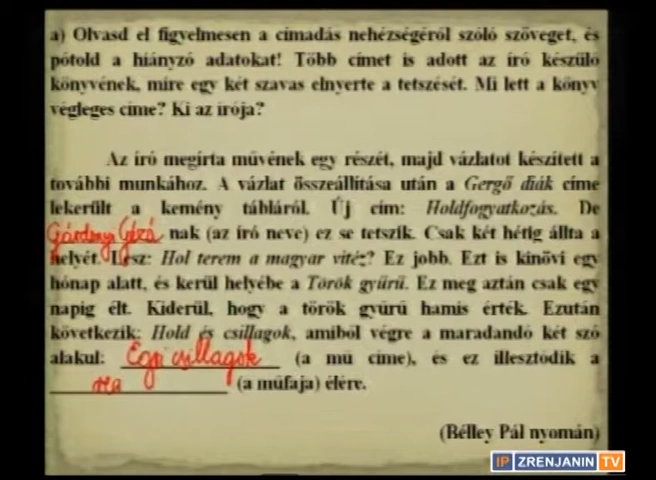 a) Olvasd el figyelmesen a címadás nehézségéről szóló szöveget, és
pótold a hiányzó adatokat! Több címet is adott az író készülő
könyvének, míre egy két szavas elnyerte a tetszését. Mi lett a könyv
végleges címe? Ki az írója?
Az író megírta művének egy részét, majd vázlatot készített a
további munkához. A vázlat összeállítása után a Gergő diák címe
lekerült a kemény tábláról. Új cím: Holdfogyatkozás. De
Gárdonyi Gézá nak (az író neve) ez se tetszik. Csak két hétig állta a
helyét. Lesz: Hol terem a magyar vitéz? Ez jobb. Ezt is kinövi egy
hónap alatt, és kerül helyébe a Török gyűrű. Ez meg aztán csak egy
napig élt. Kiderül, hogy a török gyűrű hamis érték. Ezután
következik: Hold és csillagok, amiből végre a maradandó két szó
alakul: Egri csillagok (a mű címe), és ez illesztődik a
(a műfaja) élére.
(Bélley Pál nyomán)
IP ZRENJANIN TV